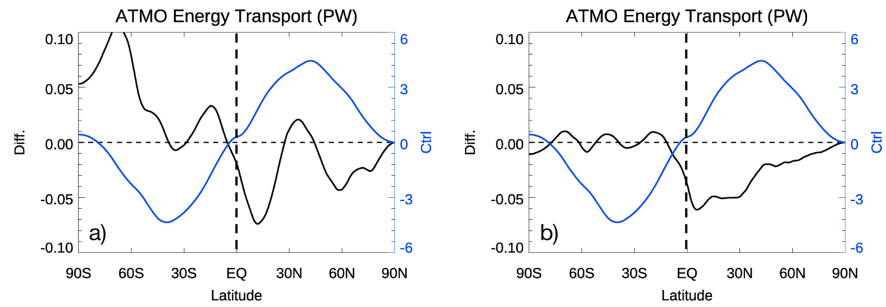 ATMO Energy Transport (PW)
0.10
0.05
0.00
-0.05
-0.10
Diff.
6
3
0
-3
-6
Ctrl
a)
90S 60S 30S EQ 30N 60N 90N
Latitude
ATMO Energy Transport (PW)
0.10
0.05
0.00
-0.05
-0.10
Diff.
6
3
0
-3
-6
Ctrl
b)
90S 60S 30S EQ 30N 60N 90N
Latitude